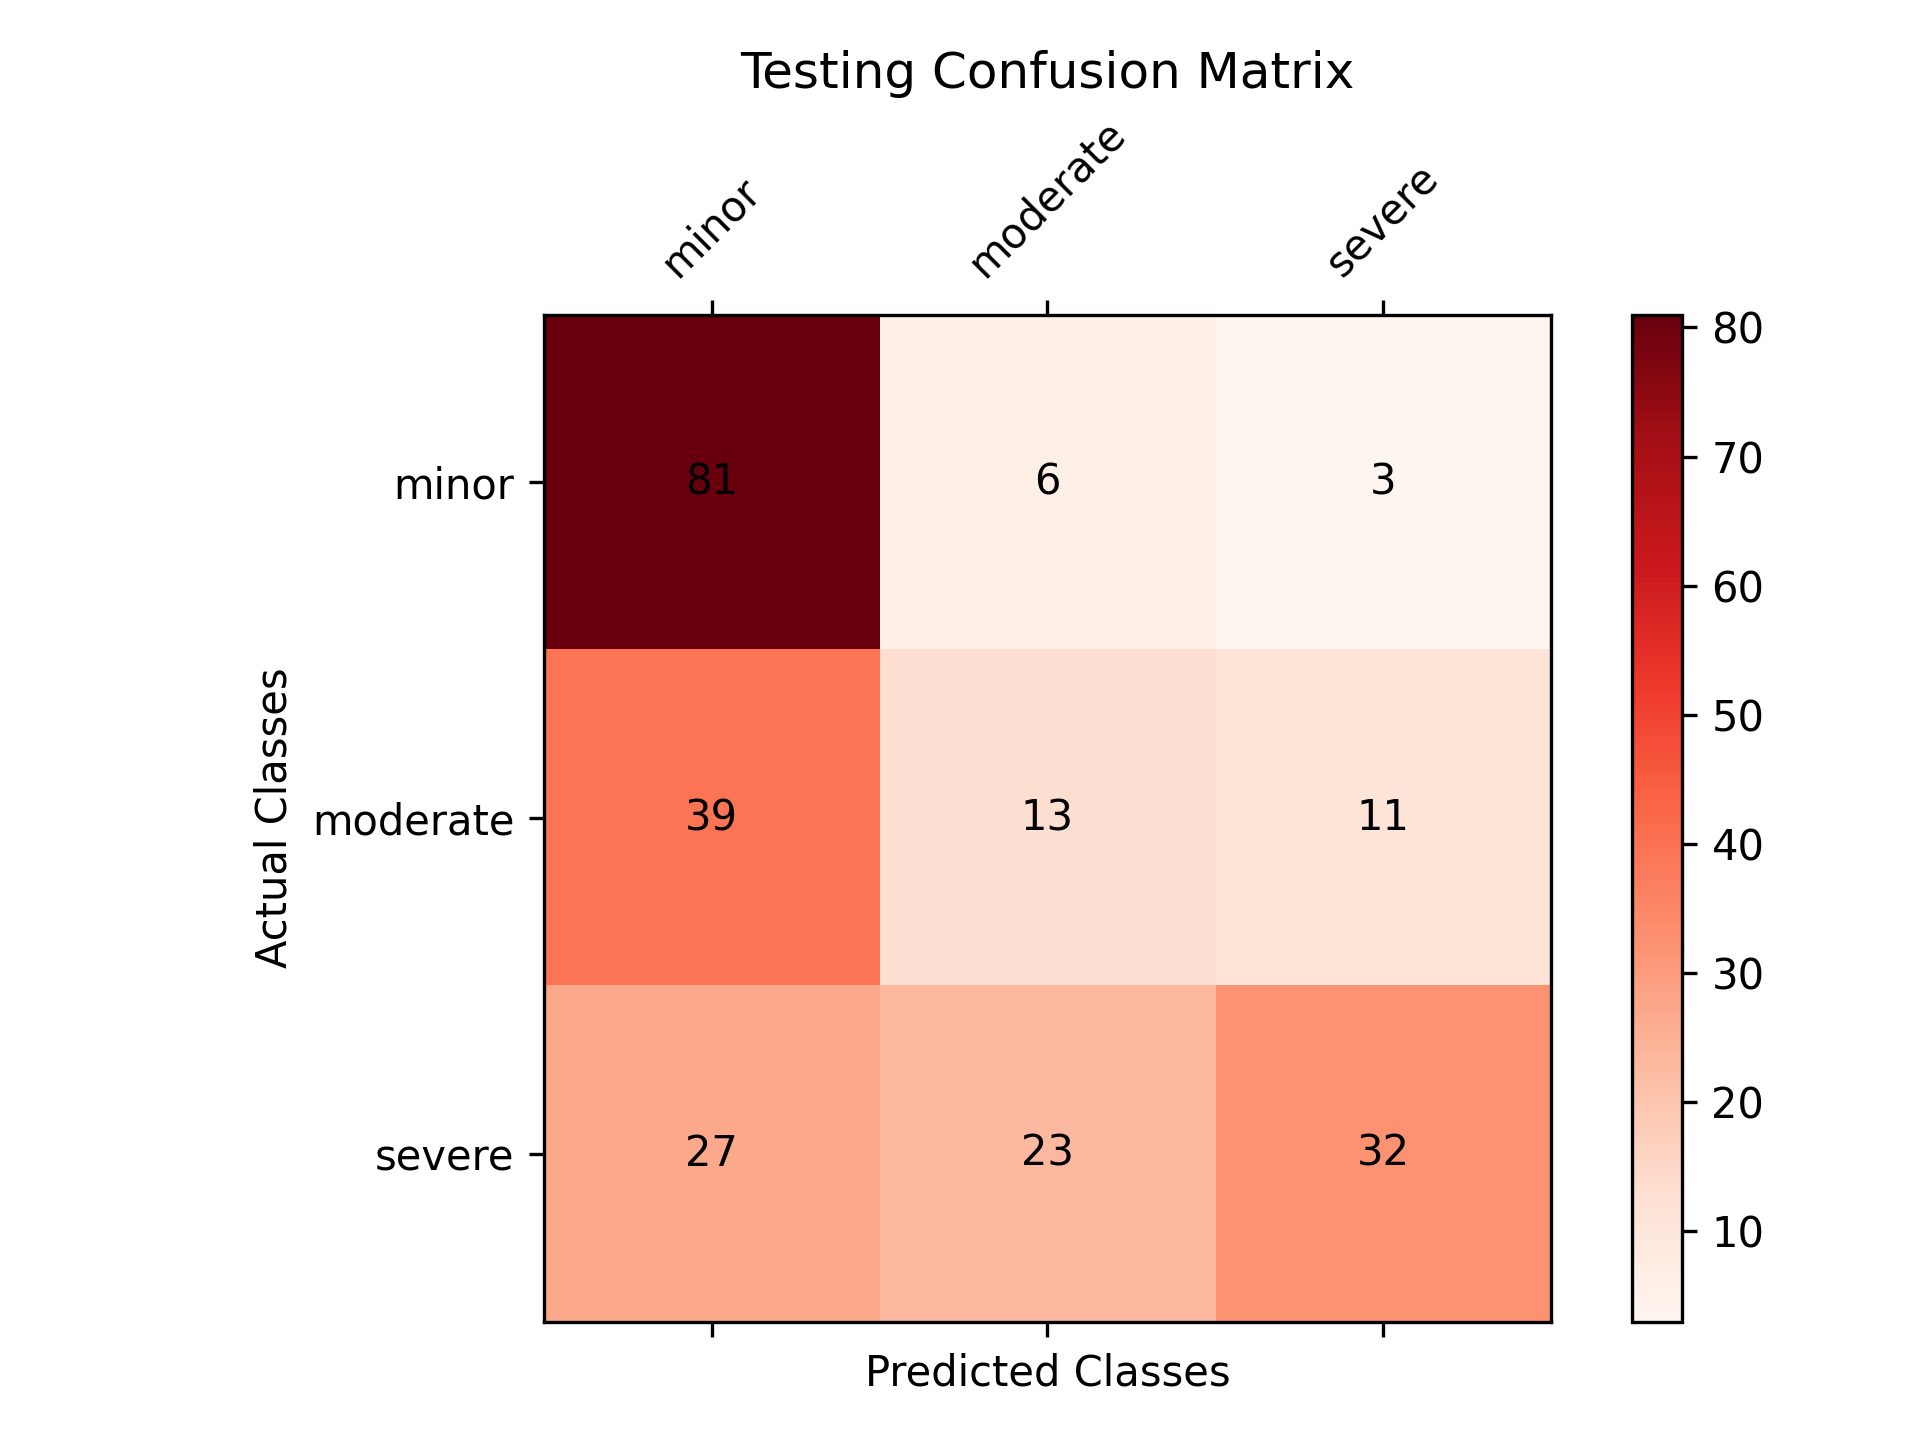 Testing Confusion Matrix
minor moderate severe
80
minor 81 6 3
70
60
50
Actual Classes
moderate 39 13 11
40
30
20
severe 27 23 32
10
Predicted Classes